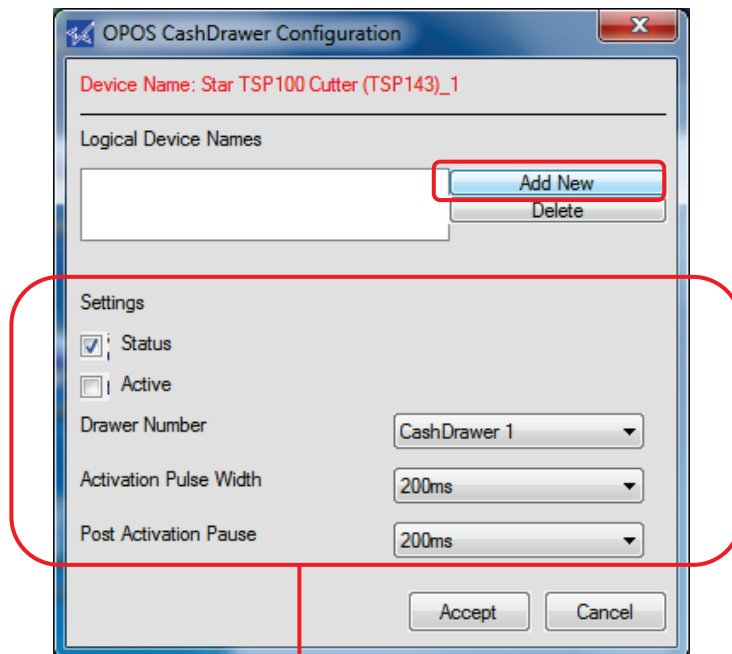 OPOS CashDrawer Configuration
Device Name: Star TSP100 Cutter (TSP143)_1
Logical Device Names
Add New
Delete
Settings
Status
Active
Drawer Number CashDrawer 1
Activation Pulse Width 200ms
Post Activation Pause 200ms
Accept Cancel